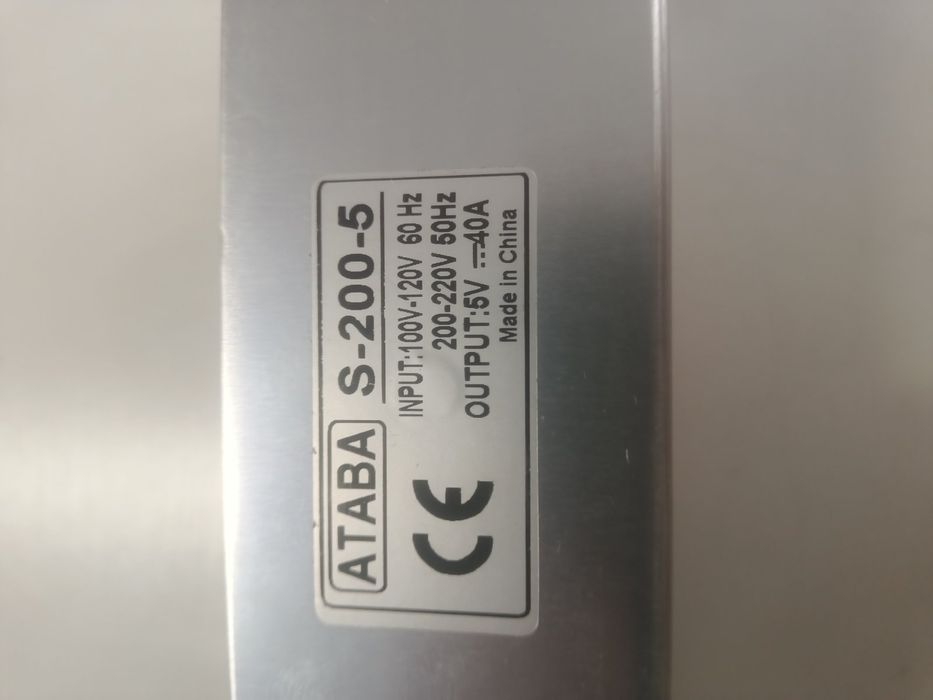 ATABA S-200-5
INPUT:100V-120V 60 Hz
200-220V 50Hz
OUTPUT:5V ⎓40A
Made in China
CE